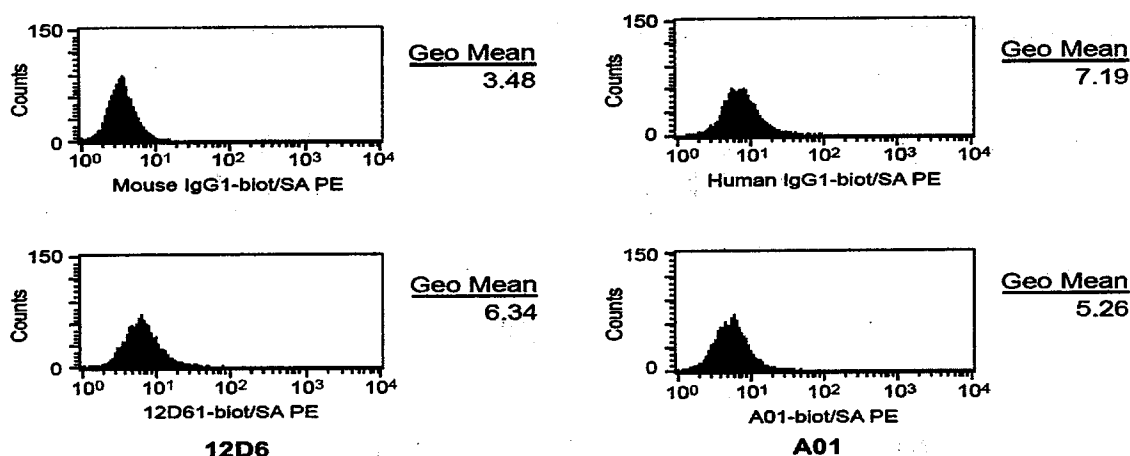 150
Counts
0
10⁰ 10¹ 10² 10³ 10⁴
Mouse IgG1-biot/SA PE
Geo Mean
3.48
150
Counts
0
10⁰ 10¹ 10² 10³ 10⁴
Human IgG1-biot/SA PE
Geo Mean
7.19
150
Counts
0
10⁰ 10¹ 10² 10³ 10⁴
12D61-biot/SA PE
Geo Mean
6.34
12D6
150
Counts
0
10⁰ 10¹ 10² 10³ 10⁴
A01-biot/SA PE
Geo Mean
5.26
A01